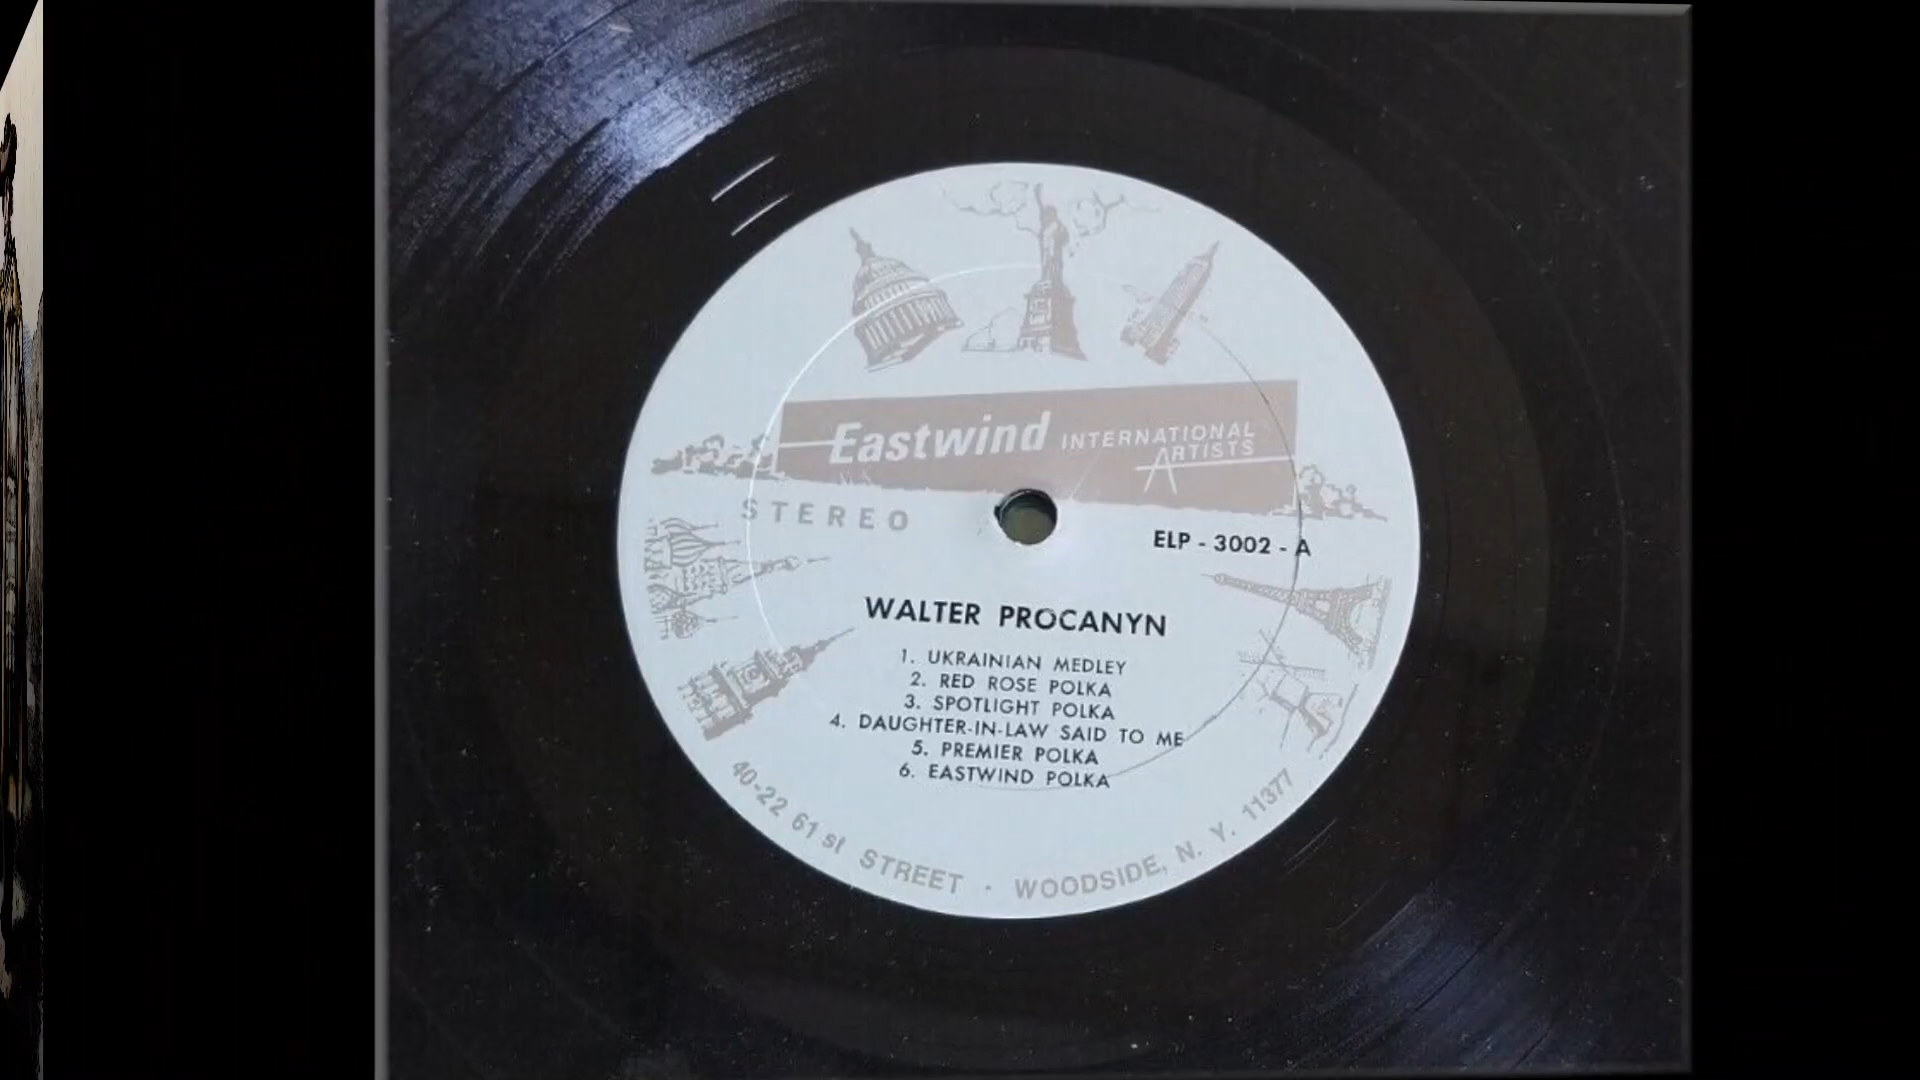 Eastwind INTERNATIONAL
ARTISTS
STEREO
ELP - 3002 - A
WALTER PROCANYN
1. UKRAINIAN MEDLEY
2. RED ROSE POLKA
3. SPOTLIGHT POLKA
4. DAUGHTER-IN-LAW SAID TO ME
5. PREMIER POLKA
6. EASTWIND POLKA
40-22 61 st STREET · WOODSIDE, N. Y. 11377